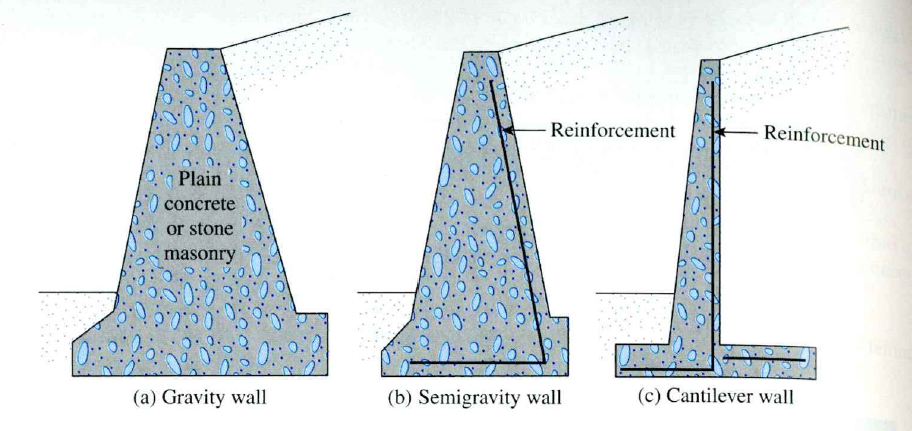 Plain
concrete
or stone
masonry
Reinforcement
Reinforcement
(a) Gravity wall
(b) Semigravity wall
(c) Cantilever wall